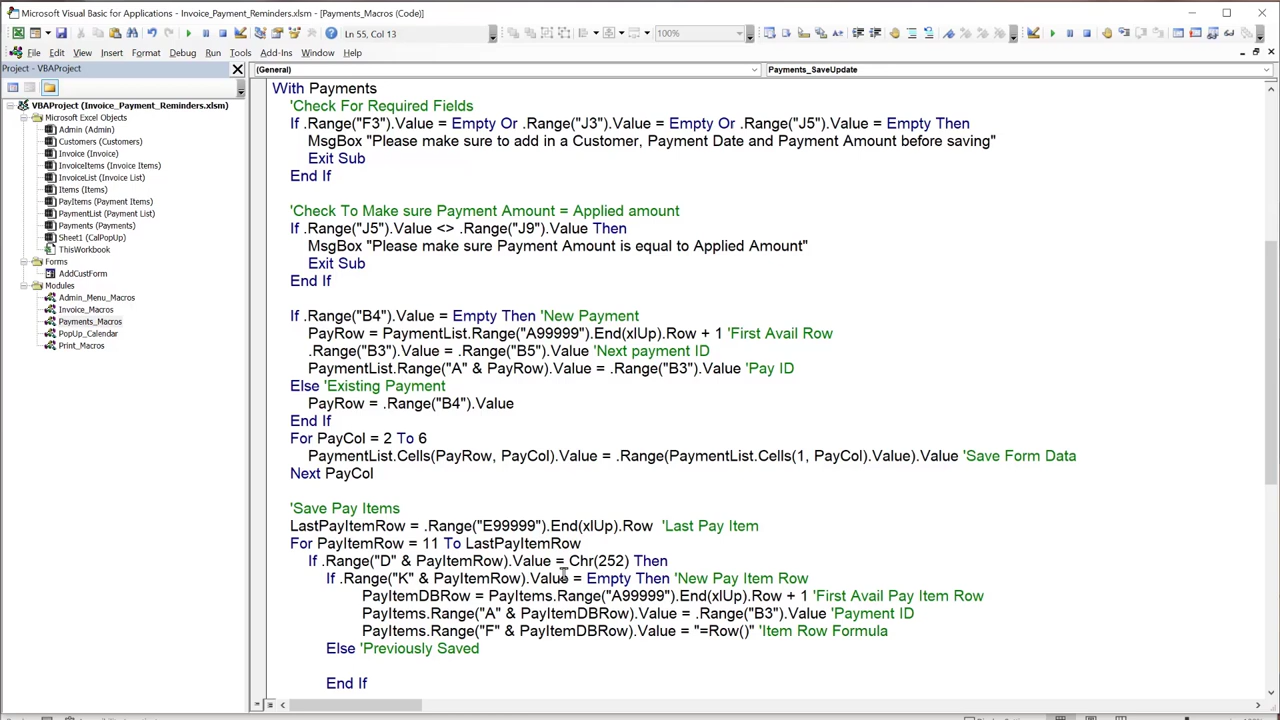 Microsoft Visual Basic for Applications - Invoice_Payment_Reminders.xlsm - [Payments_Macros (Code)]
Ln 55, Col 13
100%
File Edit View Insert Format Debug Run Tools Add-Ins Window Help
Project - VBAProject
(General)
Payments_SaveUpdate
VBAProject (Invoice_Payment_Reminders.xlsm)
Microsoft Excel Objects
Admin (Admin)
Customers (Customers)
Invoice (Invoice)
InvoiceItems (Invoice Items)
InvoiceList (Invoice List)
Items (Items)
PayItems (Payment Items)
PaymentList (Payment List)
Payments (Payments)
Sheet1 (CalPopUp)
ThisWorkbook
Forms
AddCustForm
Modules
Admin_Menu_Macros
Invoice_Macros
Payments_Macros
PopUp_Calendar
Print_Macros
With Payments
'Check For Required Fields
If .Range("F3").Value = Empty Or .Range("J3").Value = Empty Or .Range("J5").Value = Empty Then
MsgBox "Please make sure to add in a Customer, Payment Date and Payment Amount before saving"
Exit Sub
End If
'Check To Make sure Payment Amount = Applied amount
If .Range("J5").Value <> .Range("J9").Value Then
MsgBox "Please make sure Payment Amount is equal to Applied Amount"
Exit Sub
End If
If .Range("B4").Value = Empty Then 'New Payment
PayRow = PaymentList.Range("A99999").End(xlUp).Row + 1 'First Avail Row
.Range("B3").Value = .Range("B5").Value 'Next payment ID
PaymentList.Range("A" & PayRow).Value = .Range("B3").Value 'Pay ID
Else 'Existing Payment
PayRow = .Range("B4").Value
End If
For PayCol = 2 To 6
PaymentList.Cells(PayRow, PayCol).Value = .Range(PaymentList.Cells(1, PayCol).Value).Value 'Save Form Data
Next PayCol
'Save Pay Items
LastPayItemRow = .Range("E99999").End(xlUp).Row 'Last Pay Item
For PayItemRow = 11 To LastPayItemRow
If .Range("D" & PayItemRow).Value = Chr(252) Then
If .Range("K" & PayItemRow).Value = Empty Then 'New Pay Item Row
PayItemDBRow = PayItems.Range("A99999").End(xlUp).Row + 1 'First Avail Pay Item Row
PayItems.Range("A" & PayItemDBRow).Value = .Range("B3").Value 'Payment ID
PayItems.Range("F" & PayItemDBRow).Value = "=Row()" 'Item Row Formula
Else 'Previously Saved
End If